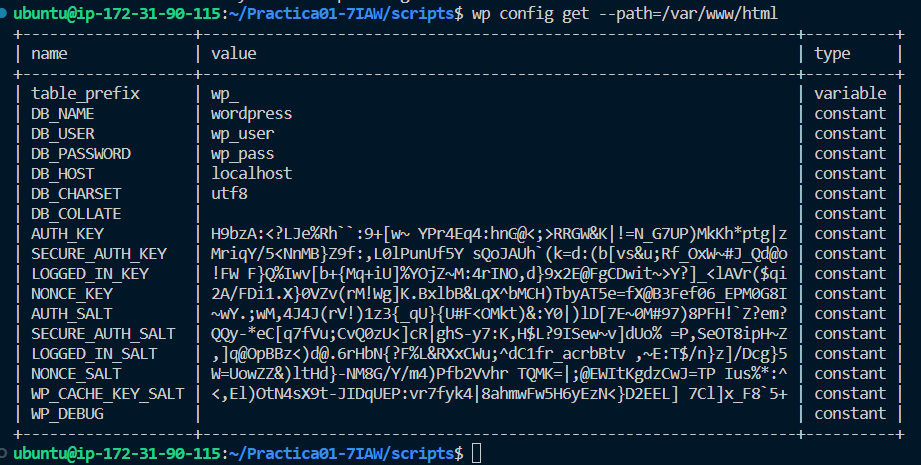 ubuntu@ip-172-31-90-115:~/Practica01-7IAW/scripts$ wp config get --path=/var/www/html
+------------------+------------------------------------------------------------------+----------+
| name | value | type |
+------------------+------------------------------------------------------------------+----------+
| table_prefix | wp_ | variable |
| DB_NAME | wordpress | constant |
| DB_USER | wp_user | constant |
| DB_PASSWORD | wp_pass | constant |
| DB_HOST | localhost | constant |
| DB_CHARSET | utf8 | constant |
| DB_COLLATE | | constant |
| AUTH_KEY | H9bzA:<?LJe%Rh``:9+[w~ YPr4Eq4:hnG@<;>RRGW&K|!=N_G7UP)MkKh*ptg|z | constant |
| SECURE_AUTH_KEY | MriqY/5<NnMB}Z9f:,L0lPunUf5Y sQoJAUh`(k=d:(b[vs&u;Rf_OxW~#J_Qd@o | constant |
| LOGGED_IN_KEY | !FW F}Q%Iwv[b+{Mq+iU]%YOjZ~M:4rINO,d}9x2E@FgCDwit~>Y?]_<lAVr($qi | constant |
| NONCE_KEY | 2A/FDi1.X}0VZv(rM!Wg]K.BxlbB&LqX^bMCH)TbyAT5e=fX@B3Fef06_EPM0G8I | constant |
| AUTH_SALT | ~wY.;wM,4J4J(rV!)1z3{_qU}{U#F<OMkt)&:Y0|)lD[7E~0M#97)8PFH!`Z?em? | constant |
| SECURE_AUTH_SALT | QQy-*eC[q7fVu;CvQ0zU<]cR|ghS-y7:K,H$L?9ISew~v]dUo% =P,SeOT8ipH~Z | constant |
| LOGGED_IN_SALT | ,]q@OpBBz<)d@.6rHbN{?F%L&RXxCWu;^dC1fr_acrbBtv ,~E:T$/n}z]/Dcg}5 | constant |
| NONCE_SALT | W=UowZZ&)ltHd}-NM8G/Y/m4)Pfb2Vvhr TQMK=|;@EWItKgdzCwJ=TP Ius%*:^ | constant |
| WP_CACHE_KEY_SALT | <,El)OtN4sX9t-JIDqUEP:vr7fyk4|8ahmwFw5H6yEzN<}D2EEL] 7Cl]x_F8`5+ | constant |
| WP_DEBUG | | constant |
+------------------+------------------------------------------------------------------+----------+
ubuntu@ip-172-31-90-115:~/Practica01-7IAW/scripts$